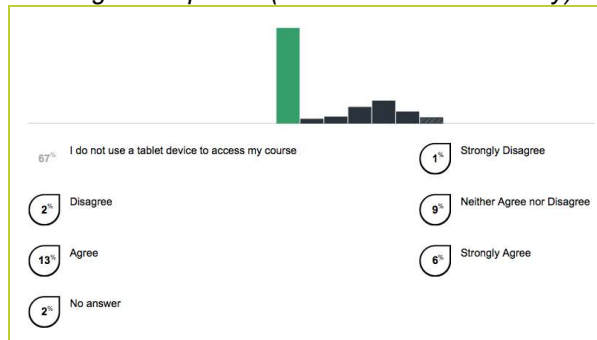 67% I do not use a tablet device to access my course
1% Strongly Disagree
2% Disagree
9% Neither Agree nor Disagree
13% Agree
6% Strongly Agree
2% No answer